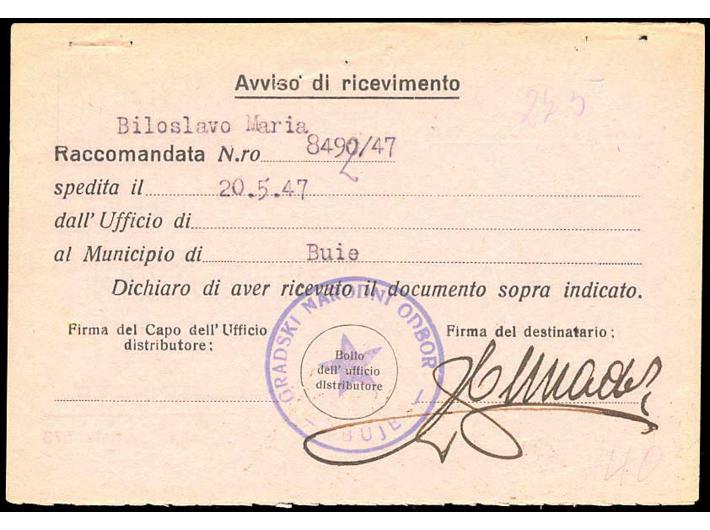 Avviso di ricevimento
24 5
Biloslavo Maria
Raccomandata N.ro 8490/47
spedita il 20.5.47
dall' Ufficio di
al Municipio di Buie
Dichiaro di aver ricevuto il documento sopra indicato.
Firma del Capo dell' Ufficio
distributore:
GRADSKI NARODNI ODBOR
BUJE
Bollo
dell' ufficio
distributore
Firma del destinatario: